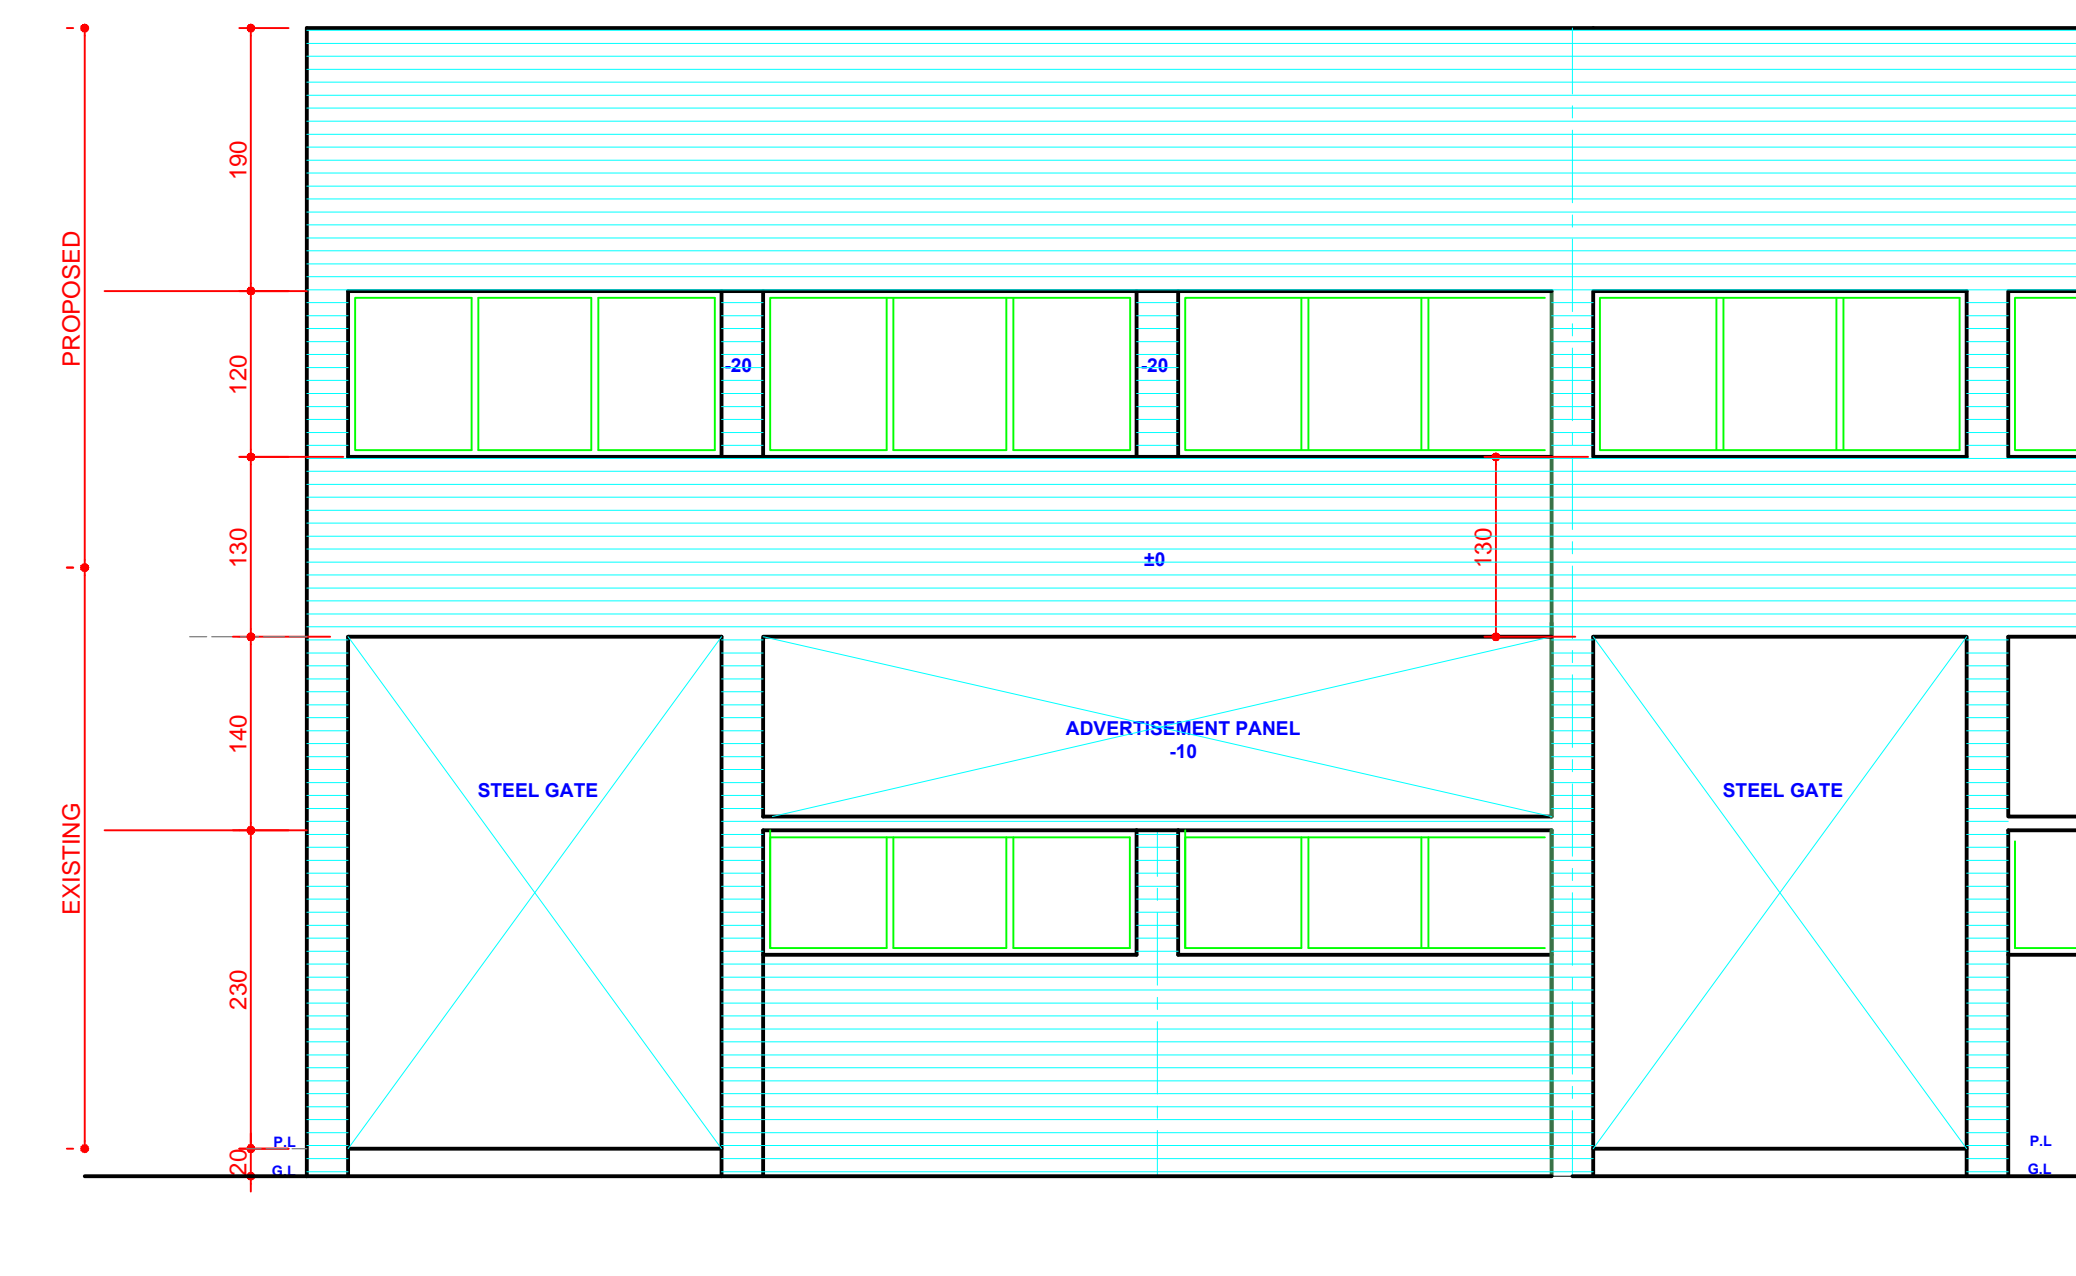 190
PROPOSED
120
-20
-20
130
130
±0
140
ADVERTISEMENT PANEL
-10
STEEL GATE
STEEL GATE
EXISTING
230
P.L
P.L
20
G.L
G.L